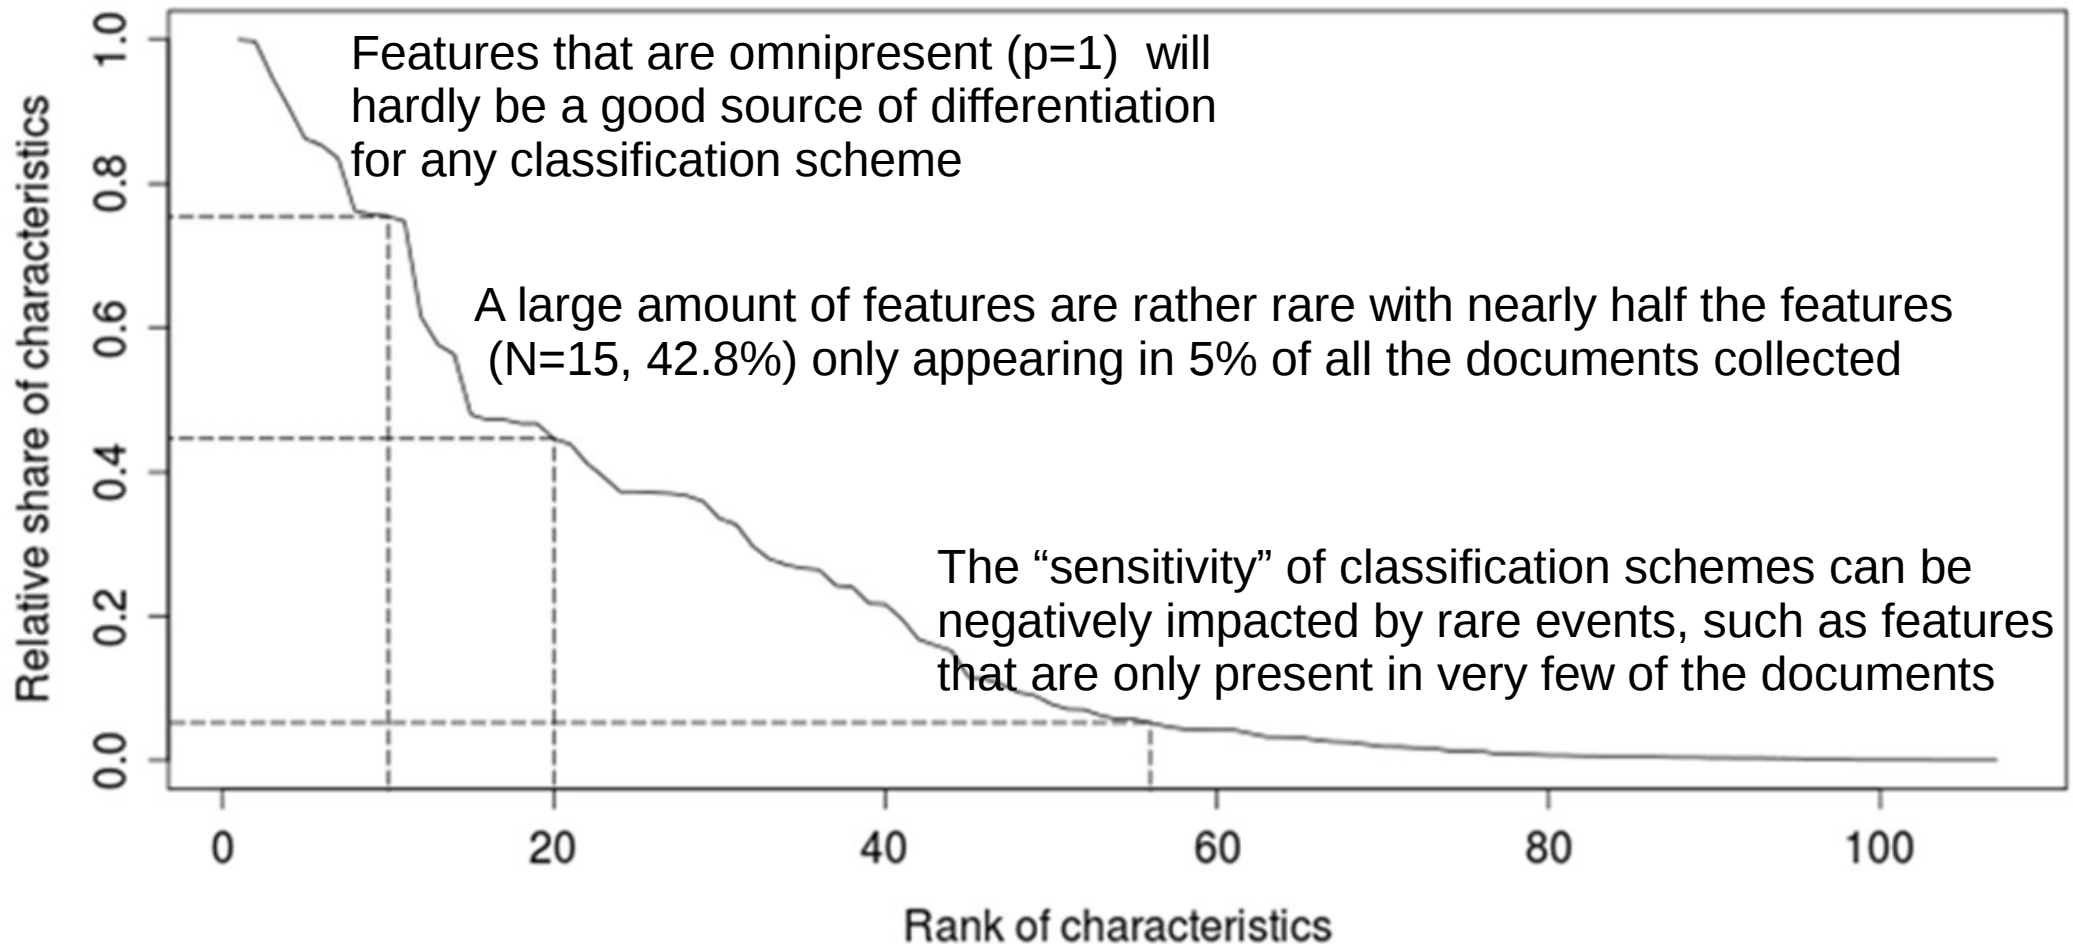 Features that are omnipresent (p=1)  will
hardly be a good source of differentiation
for any classification scheme
A large amount of features are rather rare with nearly half the features
(N=15, 42.8%) only appearing in 5% of all the documents collected
The “sensitivity” of classification schemes can be
negatively impacted by rare events, such as features
that are only present in very few of the documents
Relative share of characteristics
1.0
0.8
0.6
0.4
0.2
0.0
0 20 40 60 80 100
Rank of characteristics